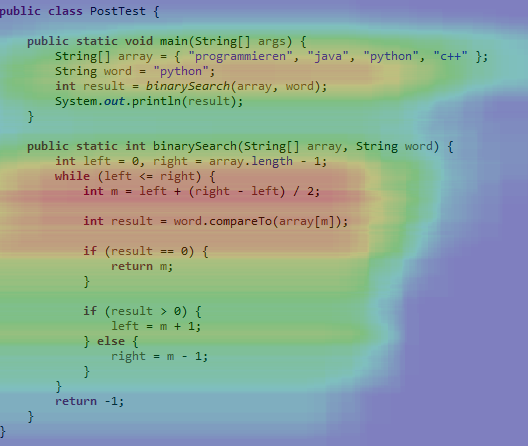 public class PostTest {
public static void main(String[] args) {
String[] array = { "programmieren", "java", "python", "c++" };
String word = "python";
int result = binarySearch(array, word);
System.out.println(result);
}
public static int binarySearch(String[] array, String word) {
int left = 0, right = array.length - 1;
while (left <= right) {
int m = left + (right - left) / 2;
int result = word.compareTo(array[m]);
if (result == 0) {
return m;
}
if (result > 0) {
left = m + 1;
} else {
right = m - 1;
}
}
return -1;
}
}